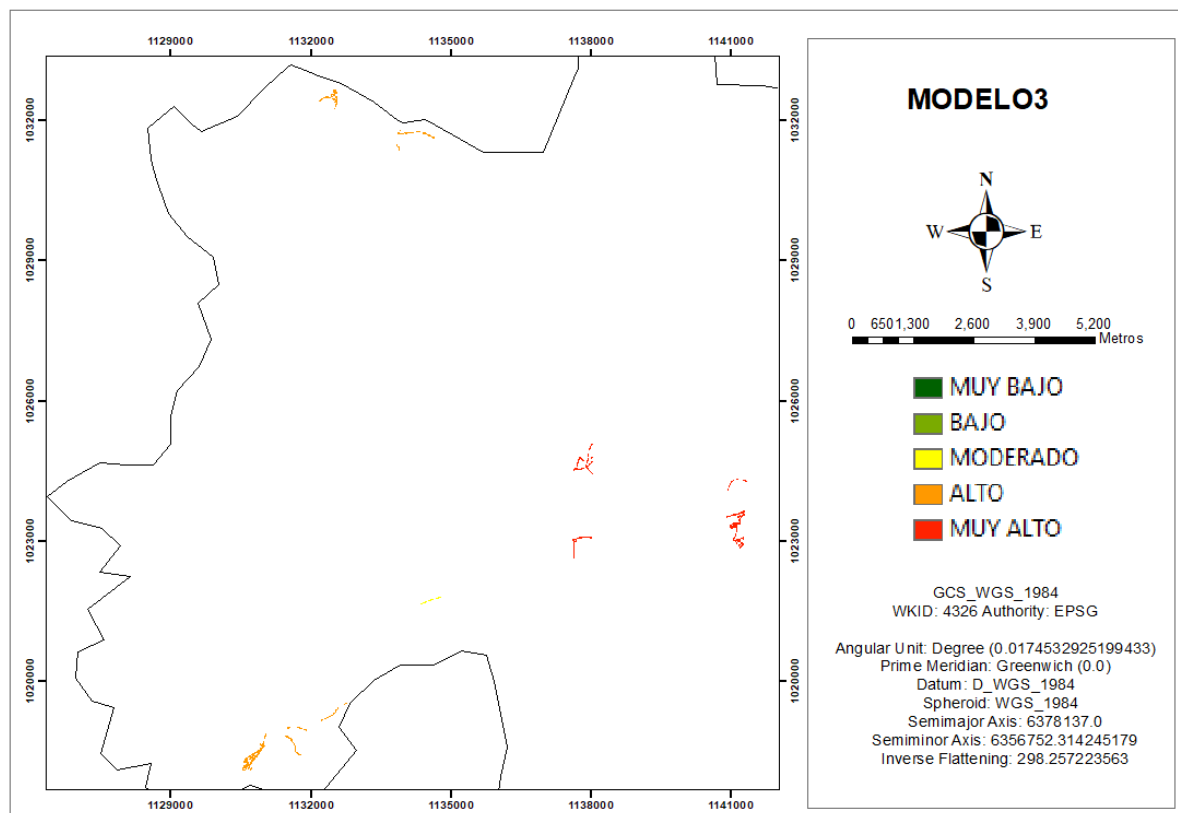 1129000 1132000 1135000 1138000 1141000
1032000 1032000
1029000 1029000
1026000 1026000
1023000 1023000
1020000 1020000
1129000 1132000 1135000 1138000 1141000
MODELO3
N
W E
S
0 650 1,300 2,600 3,900 5,200
Metros
MUY BAJO
BAJO
MODERADO
ALTO
MUY ALTO
GCS_WGS_1984
WKID: 4326 Authority: EPSG
Angular Unit: Degree (0.0174532925199433)
Prime Meridian: Greenwich (0.0)
Datum: D_WGS_1984
Spheroid: WGS_1984
Semimajor Axis: 6378137.0
Semiminor Axis: 6356752.314245179
Inverse Flattening: 298.257223563